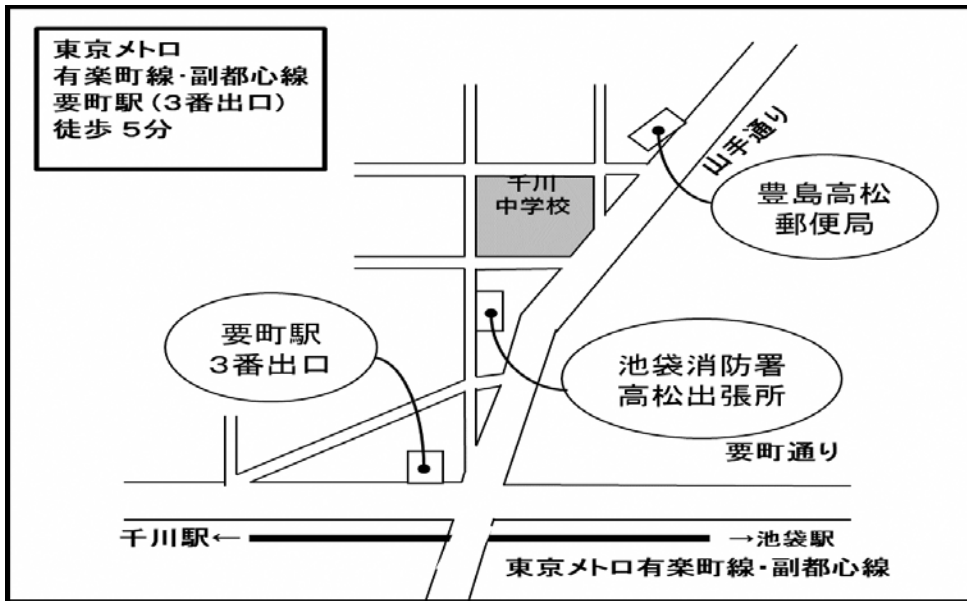 東京メトロ
有楽町線・副都心線
要町駅（3番出口）
徒歩 5分
山手通り
千川
中学校
豊島高松
郵便局
要町駅
3番出口
池袋消防署
高松出張所
要町通り
千川駅←
→池袋駅
東京メトロ有楽町線・副都心線